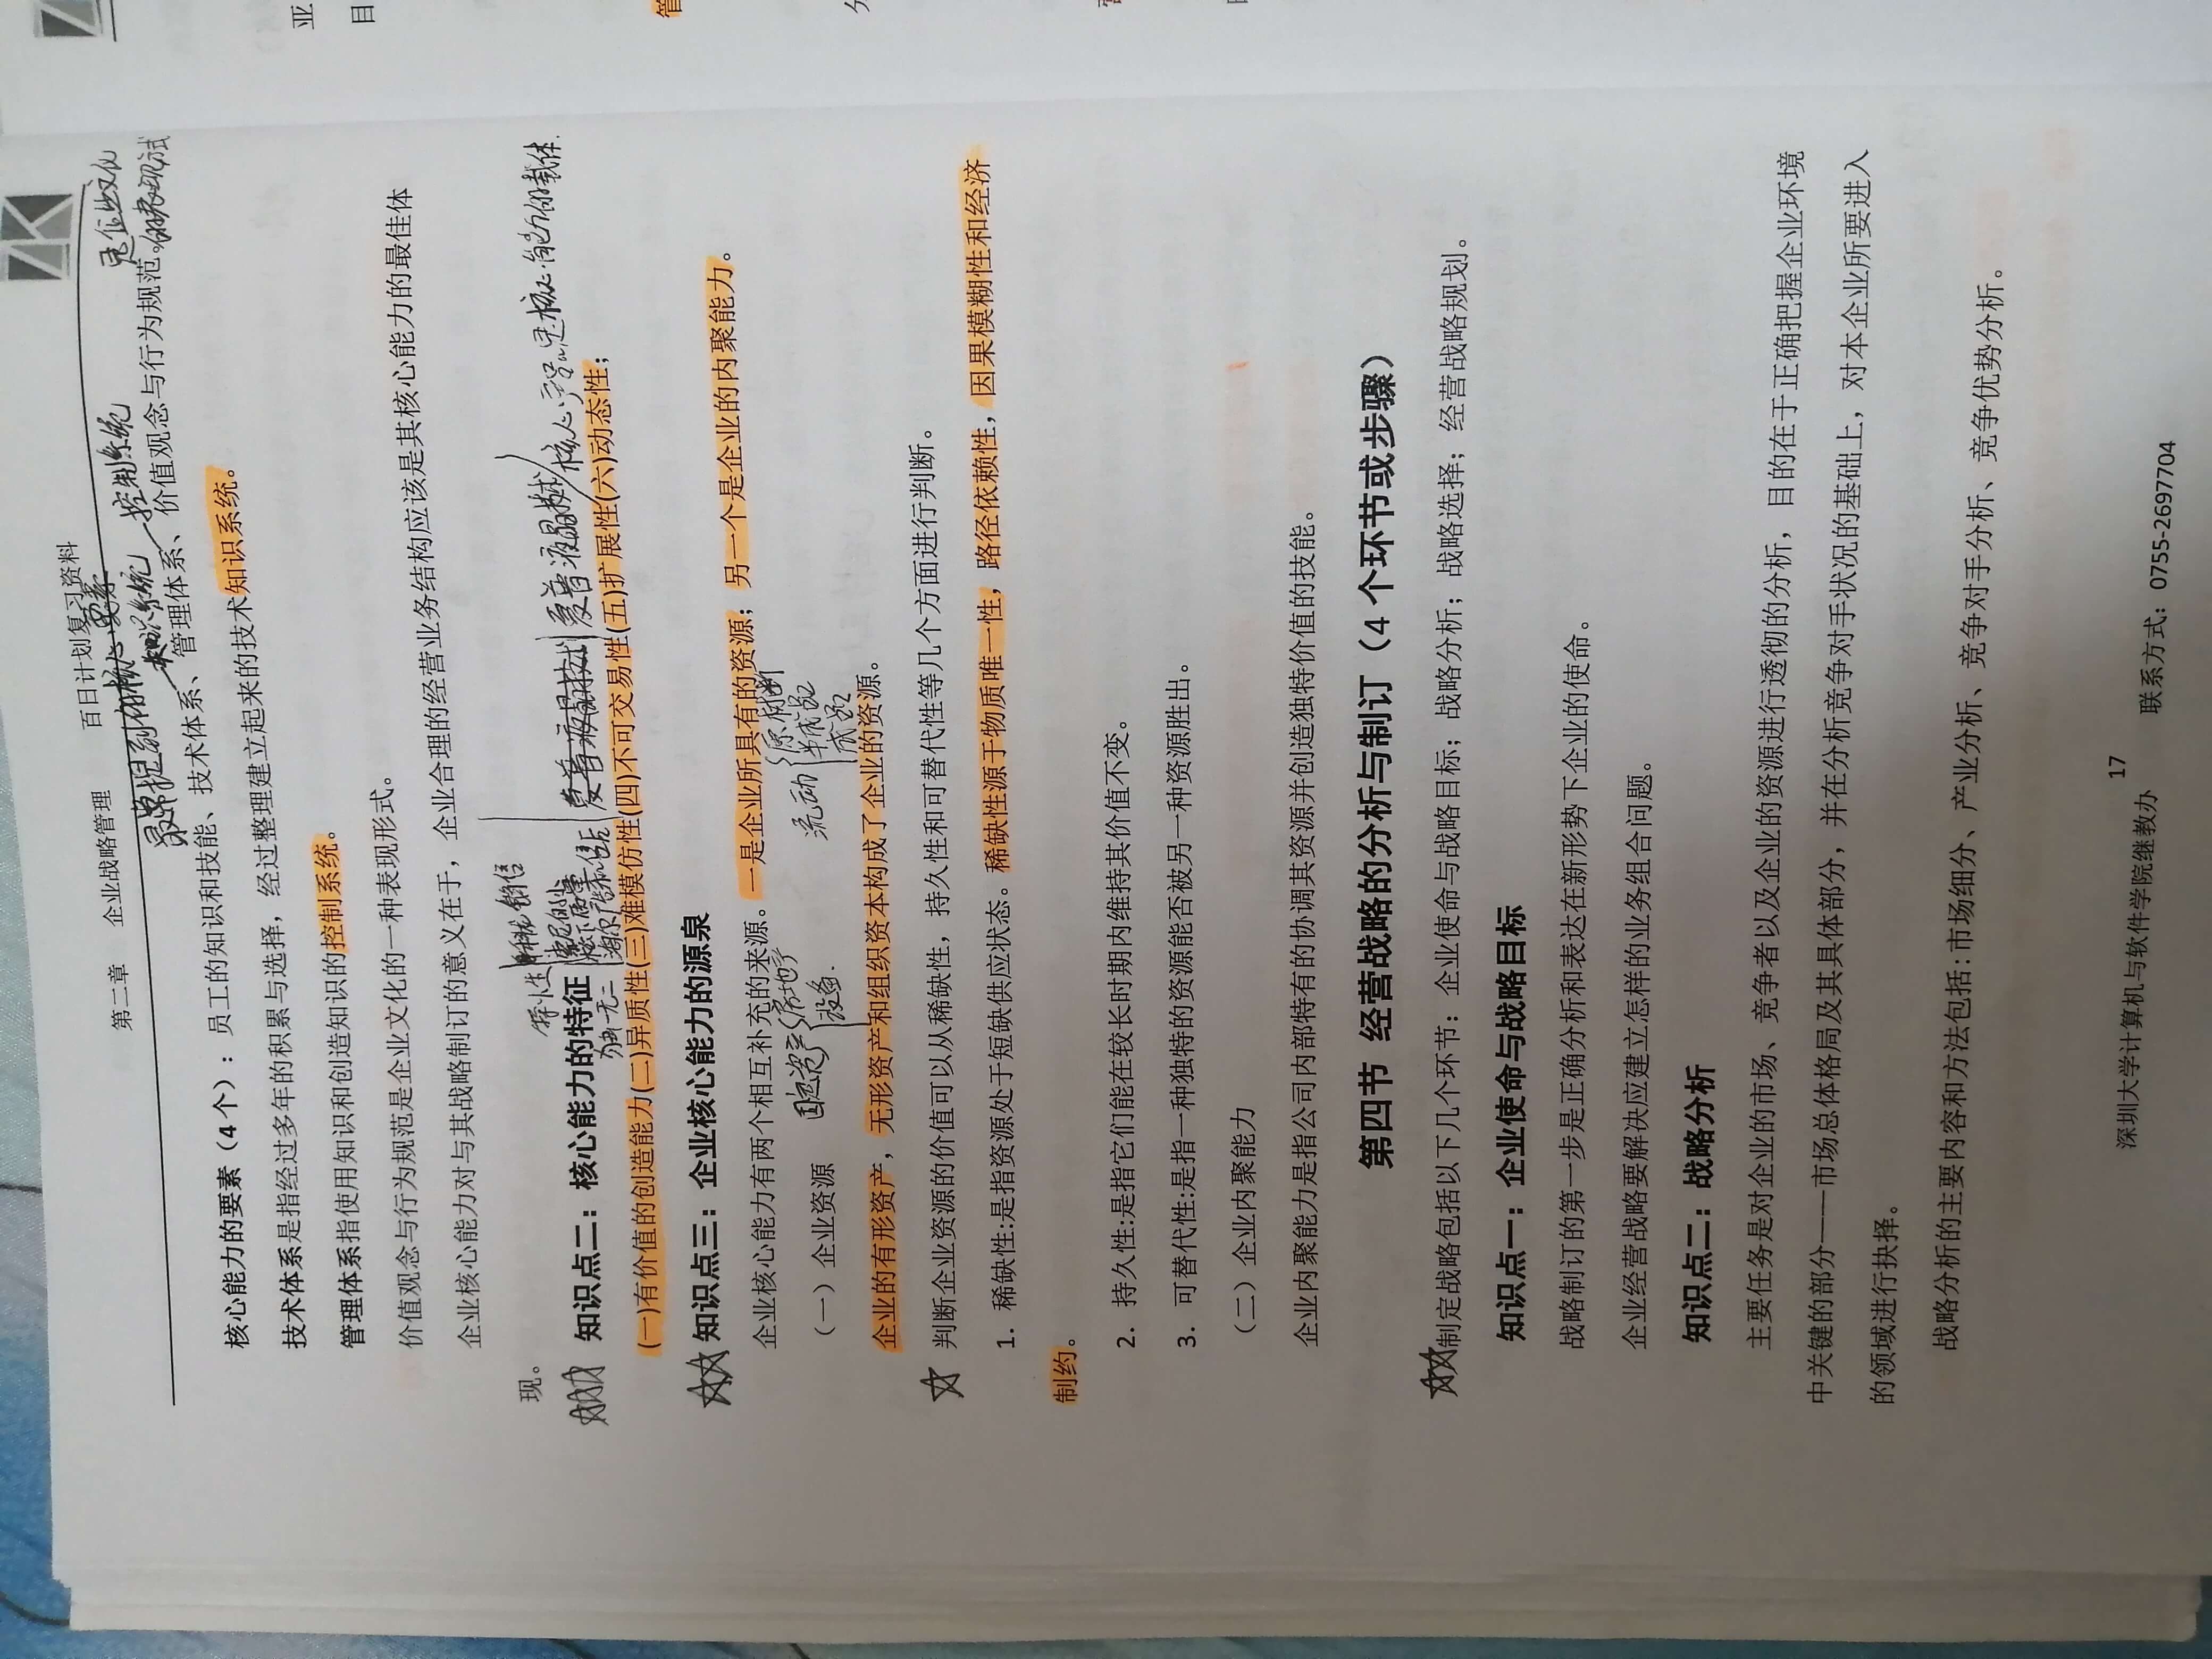 第二章 企业战略管理 百日计划复习资料
是企业文化
知识系统 控制系统
核心能力的要素（4 个）：员工的知识和技能、技术体系、管理体系、价值观念与行为规范。
技术体系是指经过多年的积累与选择，经过整理建立起来的技术知识系统。
管理体系指使用知识和创造知识的控制系统。
价值观念与行为规范是企业文化的一种表现形式。
企业核心能力对与其战略制订的意义在于，企业合理的经营业务结构应该是其核心能力的最佳体
现。
知识点二：核心能力的特征
独一无二
(一)有价值的创造能力(二)异质性(三)难模仿性(四)不可交易性(五)扩展性(六)动态性；
知识点三：企业核心能力的源泉
企业核心能力有两个相互补充的来源。一是企业所具有的资源；另一个是企业的内聚能力。
房地产
原材料
（一）企业资源
固定资产
设备
流动
半成品
成品
企业的有形资产，无形资产和组织资本构成了企业的资源。
判断企业资源的价值可以从稀缺性，持久性和可替代性等几个方面进行判断。
1. 稀缺性:是指资源处于短缺供应状态。稀缺性源于物质唯一性，路径依赖性，因果模糊性和经济
制约。
2. 持久性:是指它们能在较长时期内维持其价值不变。
3. 可替代性:是指一种独特的资源能否被另一种资源胜出。
（二）企业内聚能力
企业内聚能力是指公司内部特有的协调其资源并创造独特价值的技能。
第四节 经营战略的分析与制订（4 个环节或步骤）
制定战略包括以下几个环节：企业使命与战略目标；战略分析；战略选择；经营战略规划。
知识点一：企业使命与战略目标
战略制订的第一步是正确分析和表达在新形势下企业的使命。
企业经营战略要解决应建立怎样的业务组合问题。
知识点二：战略分析
主要任务是对企业的市场、竞争者以及企业的资源进行透彻的分析，目的在于正确把握企业环境
中关键的部分——市场总体格局及其具体部分，并在分析竞争对手状况的基础上，对本企业所要进入
的领域进行抉择。
战略分析的主要内容和方法包括:市场细分、产业分析、竞争对手分析、竞争优势分析。
17
深圳大学计算机与软件学院继教办 联系方式：0755-2697704